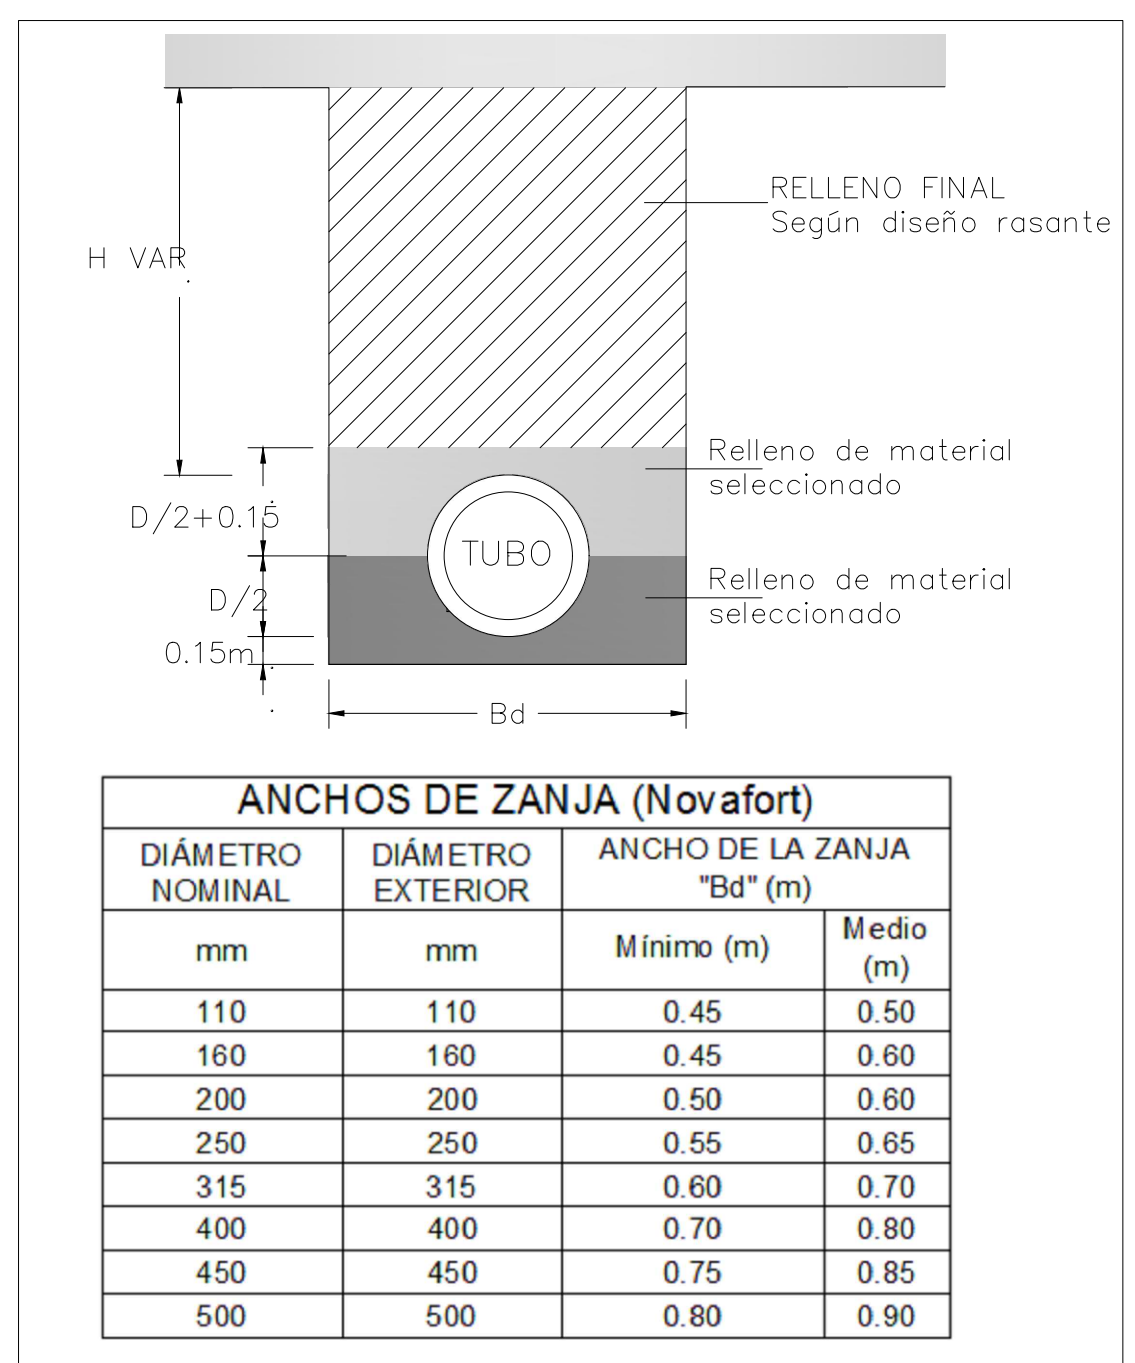 RELLENO FINAL
Según diseño rasante
H VAR.
Relleno de material
seleccionado
D/2+0.15
TUBO
Relleno de material
seleccionado
D/2
0.15m
Bd
ANCHOS DE ZANJA (Novafort)
DIÁMETRO NOMINAL
DIÁMETRO EXTERIOR
ANCHO DE LA ZANJA "Bd" (m)
mm mm Mínimo (m) Medio (m)
110 110 0.45 0.50
160 160 0.45 0.60
200 200 0.50 0.60
250 250 0.55 0.65
315 315 0.60 0.70
400 400 0.70 0.80
450 450 0.75 0.85
500 500 0.80 0.90